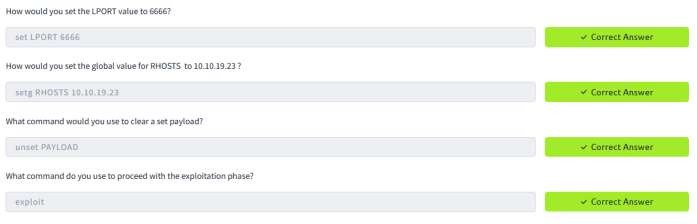 How would you set the LPORT value to 6666?
set LPORT 6666 ✓ Correct Answer
How would you set the global value for RHOSTS to 10.10.19.23 ?
setg RHOSTS 10.10.19.23 ✓ Correct Answer
What command would you use to clear a set payload?
unset PAYLOAD ✓ Correct Answer
What command do you use to proceed with the exploitation phase?
exploit ✓ Correct Answer